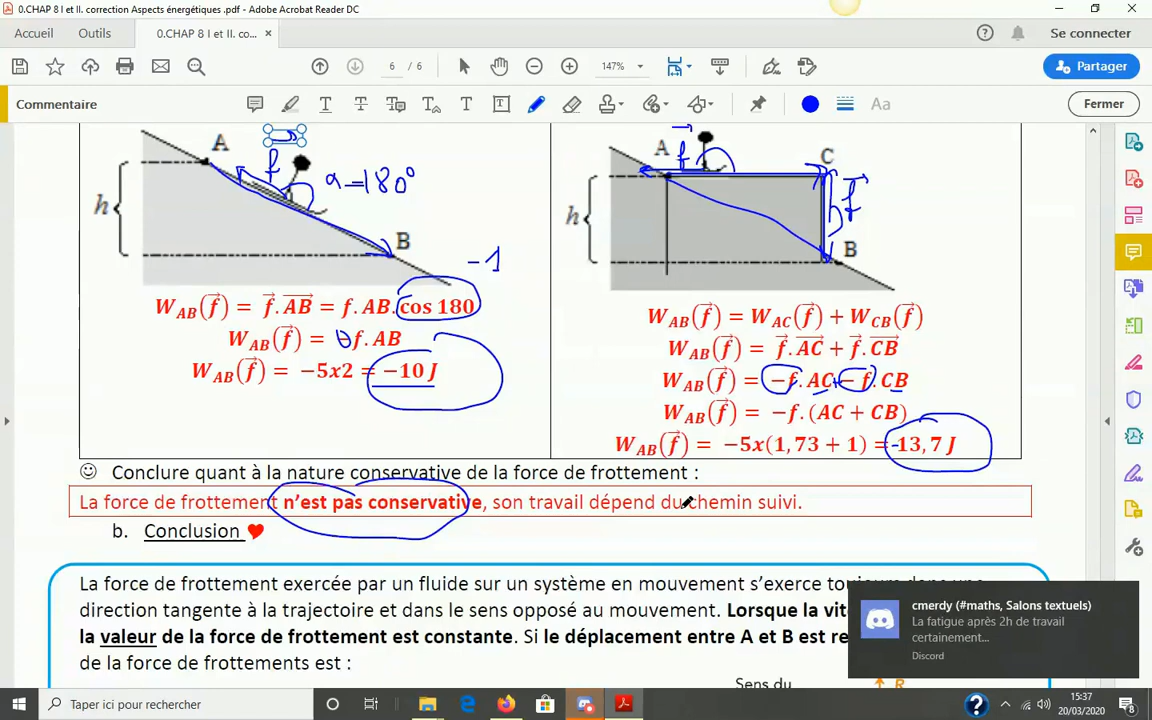 0.CHAP 8 I et II. correction Aspects énergétiques .pdf - Adobe Acrobat Reader DC
Accueil Outils 0.CHAP 8 I et II. co... × Se connecter
6 / 6 147% Partager
Commentaire Aa Fermer
A
f
α = 180°
h
B
-1
W_AB(f⃗) = f⃗.AB⃗ = f.AB.cos 180
W_AB(f⃗) = -f.AB
W_AB(f⃗) = −5x2 = −10 J
A
f⃗
C
f⃗
h
B
W_AB(f⃗) = W_AC(f⃗) + W_CB(f⃗)
W_AB(f⃗) = f⃗.AC⃗ + f⃗.CB⃗
W_AB(f⃗) = −f.AC + −f.CB
W_AB(f⃗) = −f.(AC + CB)
W_AB(f⃗) = −5x(1,73 + 1) = -13,7 J
☺ Conclure quant à la nature conservative de la force de frottement :
La force de frottement n'est pas conservative, son travail dépend du chemin suivi.
b. Conclusion ♥
La force de frottement exercée par un fluide sur un système en mouvement s'exerce toujours dans une
direction tangente à la trajectoire et dans le sens opposé au mouvement. Lorsque la vit
la valeur de la force de frottement est constante. Si le déplacement entre A et B est re
de la force de frottements est :
Sens du
R
cmerdy (#maths, Salons textuels)
La fatigue après 2h de travail
certainement...
Discord
Taper ici pour rechercher
15:37
20/03/2020
8